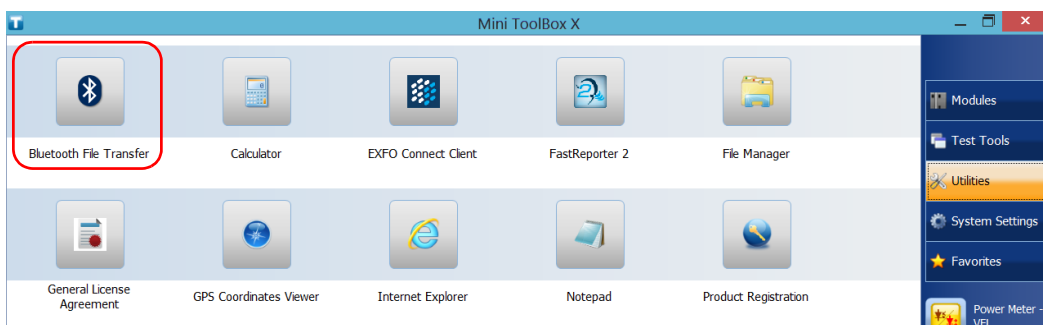 Mini ToolBox X
Bluetooth File Transfer
Calculator
EXFO Connect Client
FastReporter 2
File Manager
General License
Agreement
GPS Coordinates Viewer
Internet Explorer
Notepad
Product Registration
Modules
Test Tools
Utilities
System Settings
Favorites
Power Meter -
VFL